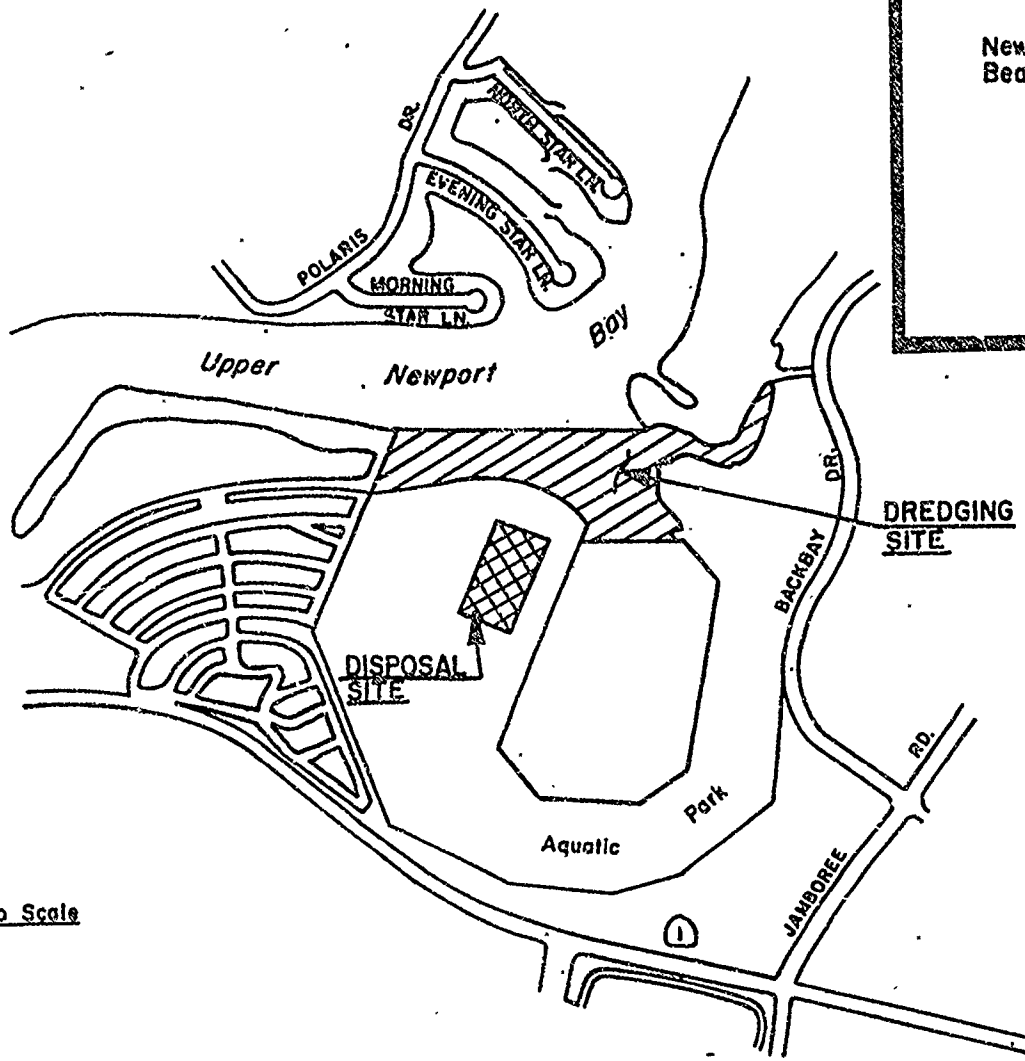 New
Bea
DR.
NORTH STAR LN.
EVENING STAR LN.
POLARIS
MORNING
STAR LN.
Bay
Upper Newport
DR.
DREDGING
SITE
BACKBAY
DISPOSAL
SITE
RD.
Park
Aquatic
JAMBOREE
Scale
1